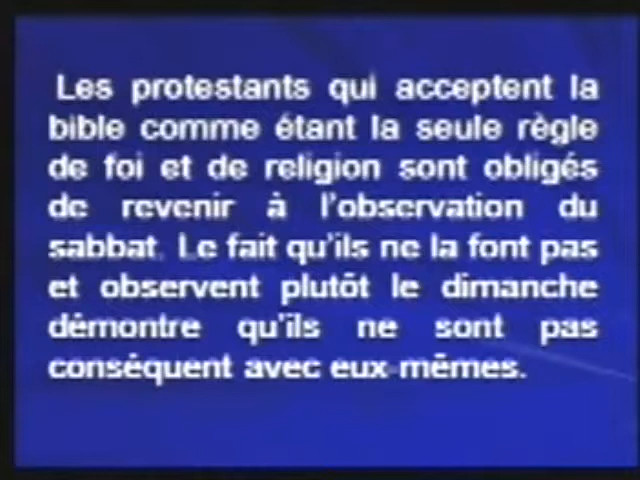 Les protestants qui acceptent la
bible comme étant la seule règle
de foi et de religion sont obligés
de revenir à l'observation du
sabbat. Le fait qu'ils ne la font pas
et observent plutôt le dimanche
démontre qu'ils ne sont pas
conséquent avec eux-mêmes.